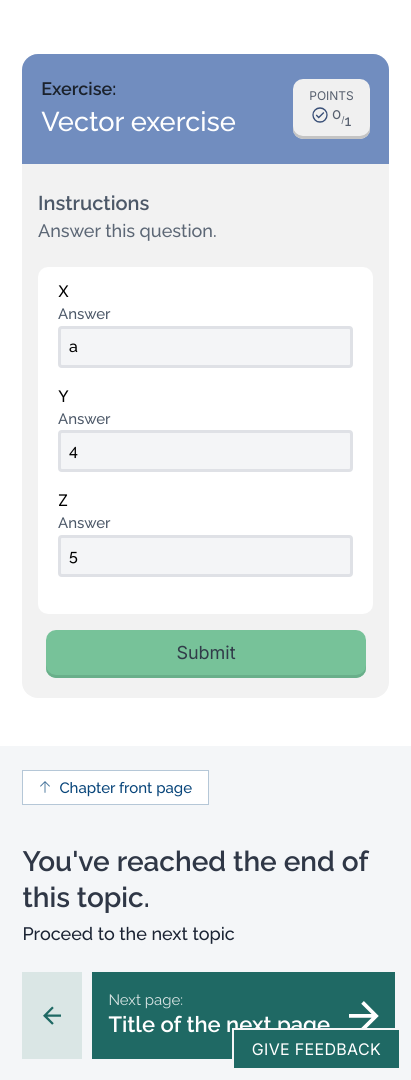 Exercise:
Vector exercise
POINTS
0/1
Instructions
Answer this question.
X
Answer
a
Y
Answer
4
Z
Answer
5
Submit
Chapter front page
You've reached the end of
this topic.
Proceed to the next topic
Next page:
Title of the next page
GIVE FEEDBACK